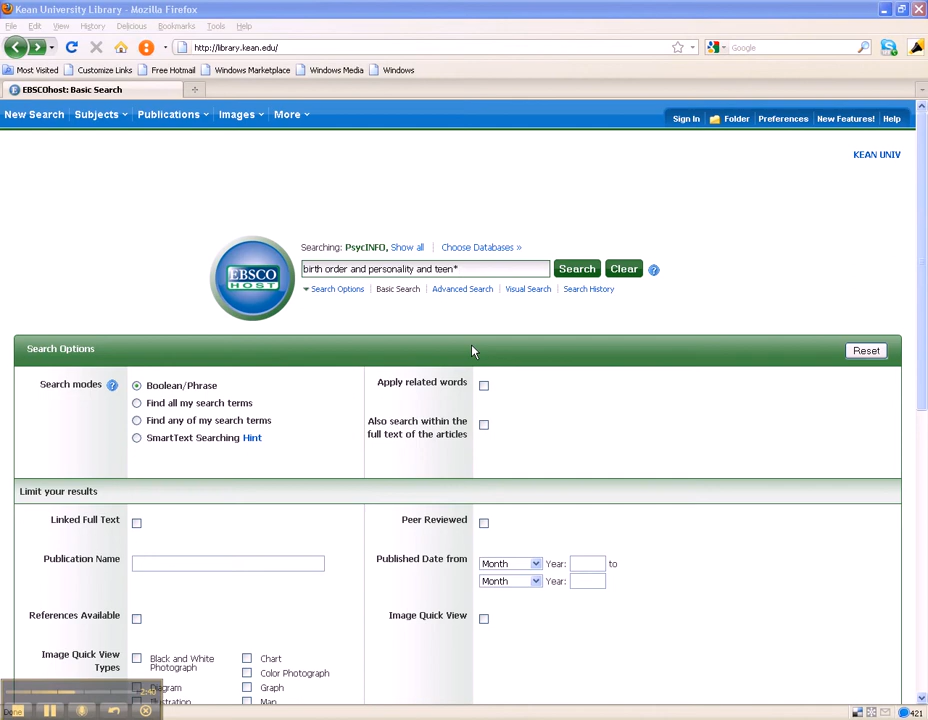 Kean University Library - Mozilla Firefox
File Edit View History Delicious Bookmarks Tools Help
http://library.kean.edu/ Google
Most Visited Customize Links Free Hotmail Windows Marketplace Windows Media Windows
EBSCOhost: Basic Search
New Search Subjects Publications Images More Sign In Folder Preferences New Features! Help
KEAN UNIV
EBSCO HOST
Searching: PsycINFO, Show all Choose Databases »
birth order and personality and teen* Search Clear ?
Search Options Basic Search Advanced Search Visual Search Search History
Search Options Reset
Search modes ? Boolean/Phrase
Find all my search terms
Find any of my search terms
SmartText Searching Hint
Apply related words
Also search within the
full text of the articles
Limit your results
Linked Full Text Peer Reviewed
Publication Name Published Date from Month Year: to
Month Year:
References Available Image Quick View
Image Quick View
Types
Black and White
Photograph
Chart
Color Photograph
Diagram Graph
Illustration Map
2:40
Done 421